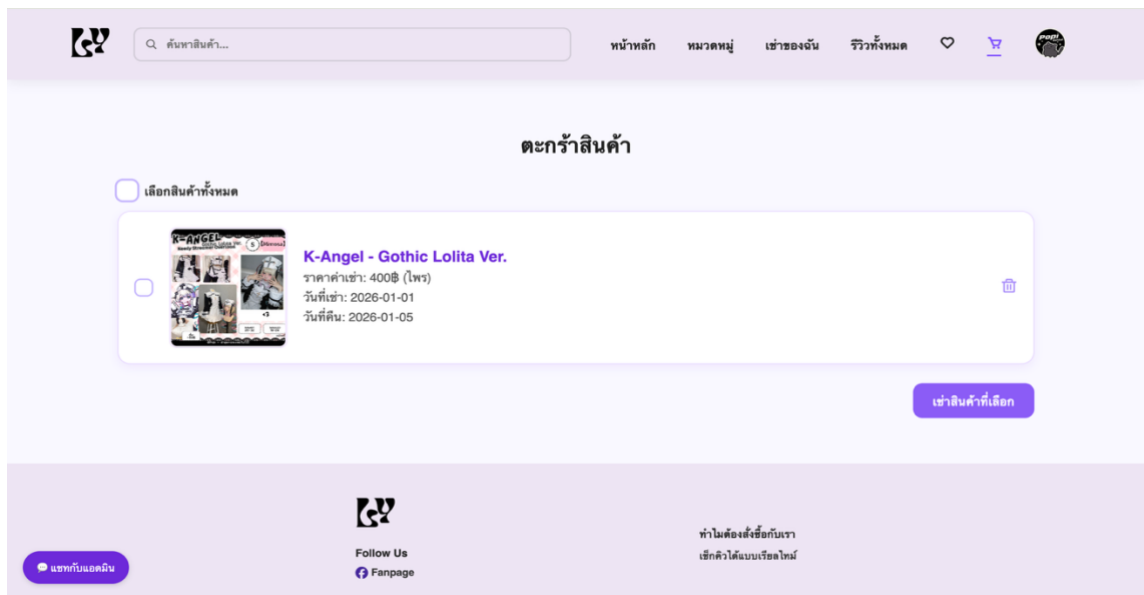 ค้นหาสินค้า...
หน้าหลัก
หมวดหมู่
เช่าของฉัน
รีวิวทั้งหมด
ตะกร้าสินค้า
เลือกสินค้าทั้งหมด
K-ANGEL
K-Angel - Gothic Lolita Ver.
ราคาค่าเช่า: 400฿ (ไพร)
วันที่เช่า: 2026-01-01
วันที่คืน: 2026-01-05
เช่าสินค้าที่เลือก
Follow Us
Fanpage
ทำไมต้องสั่งซื้อกับเรา
เช็กคิวได้แบบเรียลไทม์
แชทกับแอดมิน